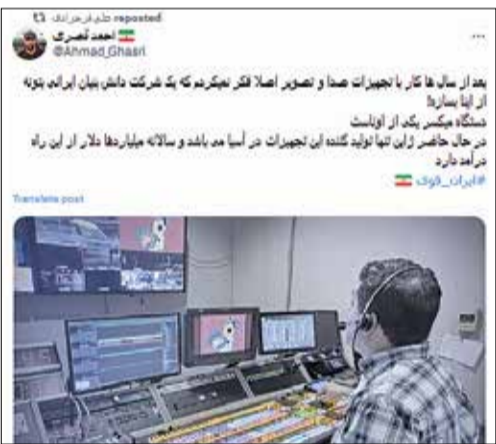 علی فرحزادی reposted
احمد قصری
@Ahmad_Ghasri
بعد از سال ها کار با تجهیزات صدا و تصویر اصلا فکر نمیکردم که یک شرکت دانش بنیان ایرانی بتونه
از اینا بسازه!
دستگاه میکسر یکی از اوناست
در حال حاضر ژاپن تنها تولید کننده این تجهیزات در آسیا می باشد و سالانه میلیاردها دلار از این راه
درآمد دارد
#ایران_قوی
Translate post